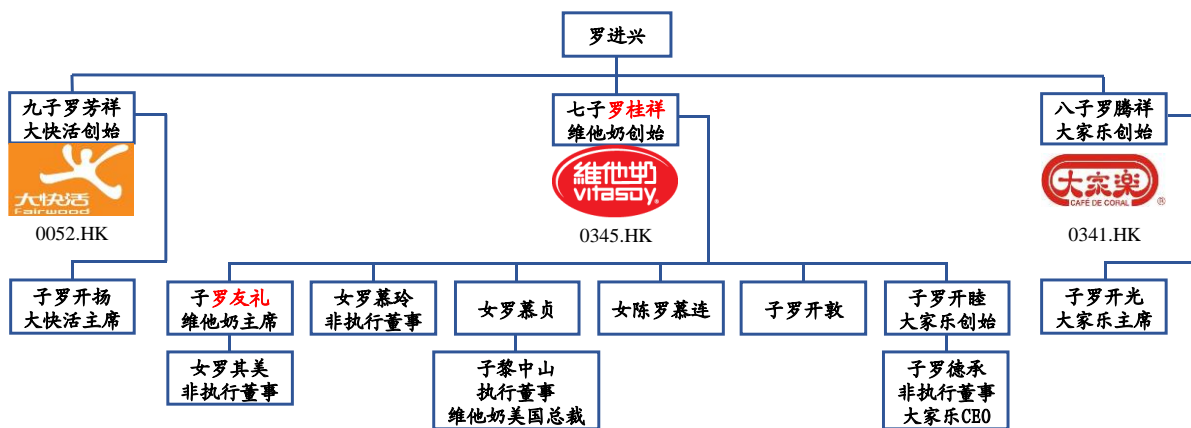 罗进兴
九子罗芳祥
大快活创始
大快活
Fairwood
0052.HK
七子罗桂祥
维他奶创始
維他奶
vitasoy®
0345.HK
八子罗腾祥
大家乐创始
大家楽
CAFÉ DE CORAL ®
0341.HK
子罗开扬
大快活主席
子罗友礼
维他奶主席
女罗慕玲
非执行董事
女罗慕贞
女陈罗慕连
子罗开敦
子罗开睦
大家乐创始
子罗开光
大家乐主席
女罗其美
非执行董事
子黎中山
执行董事
维他奶美国总裁
子罗德承
非执行董事
大家乐CEO